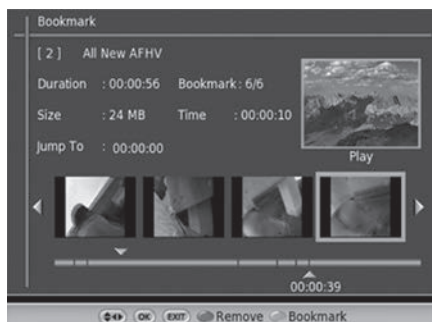 Bookmark
[ 2 ] All New AFHV
Duration : 00:00:56 Bookmark : 6/6
Size : 24 MB Time : 00:00:10
Jump To : 00:00:00
Play
00:00:39
OK EXIT Remove Bookmark